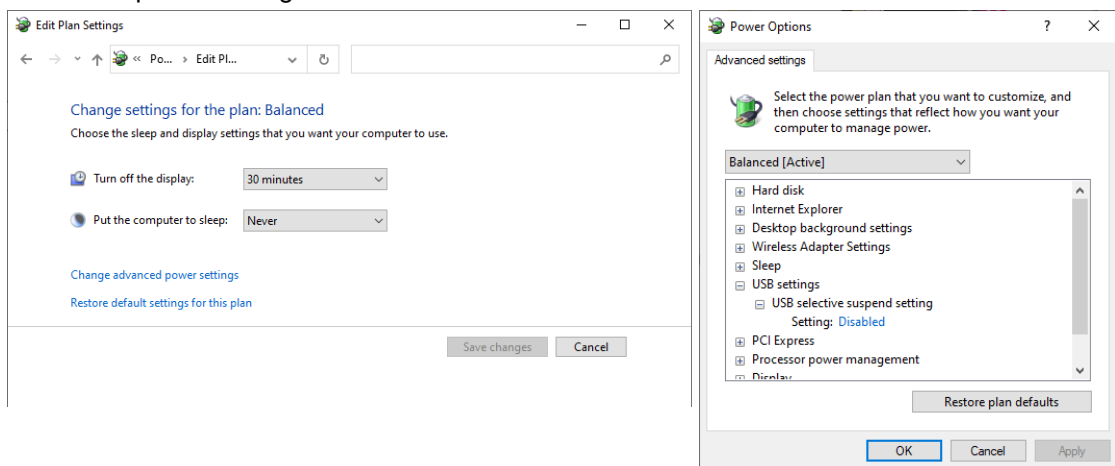 Edit Plan Settings
« Po... › Edit Pl...
Change settings for the plan: Balanced
Choose the sleep and display settings that you want your computer to use.
Turn off the display: 30 minutes
Put the computer to sleep: Never
Change advanced power settings
Restore default settings for this plan
Save changes Cancel
Power Options
Advanced settings
Select the power plan that you want to customize, and
then choose settings that reflect how you want your
computer to manage power.
Balanced [Active]
Hard disk
Internet Explorer
Desktop background settings
Wireless Adapter Settings
Sleep
USB settings
USB selective suspend setting
Setting: Disabled
PCI Express
Processor power management
Display
Restore plan defaults
OK Cancel Apply